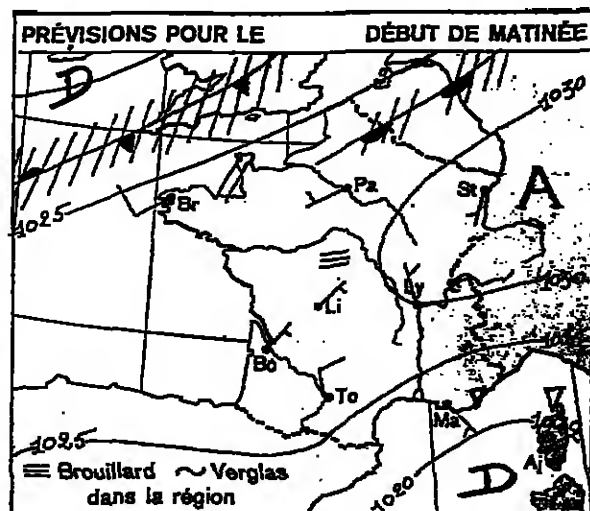 PRÉVISIONS POUR LE DÉBUT DE MATINÉE
D
1030
Pa
St
A
Br
1025
Ly
1030
Li
Bo
To
Ma
1025
D
Aj
1020
Brouillard Verglas
dans la région